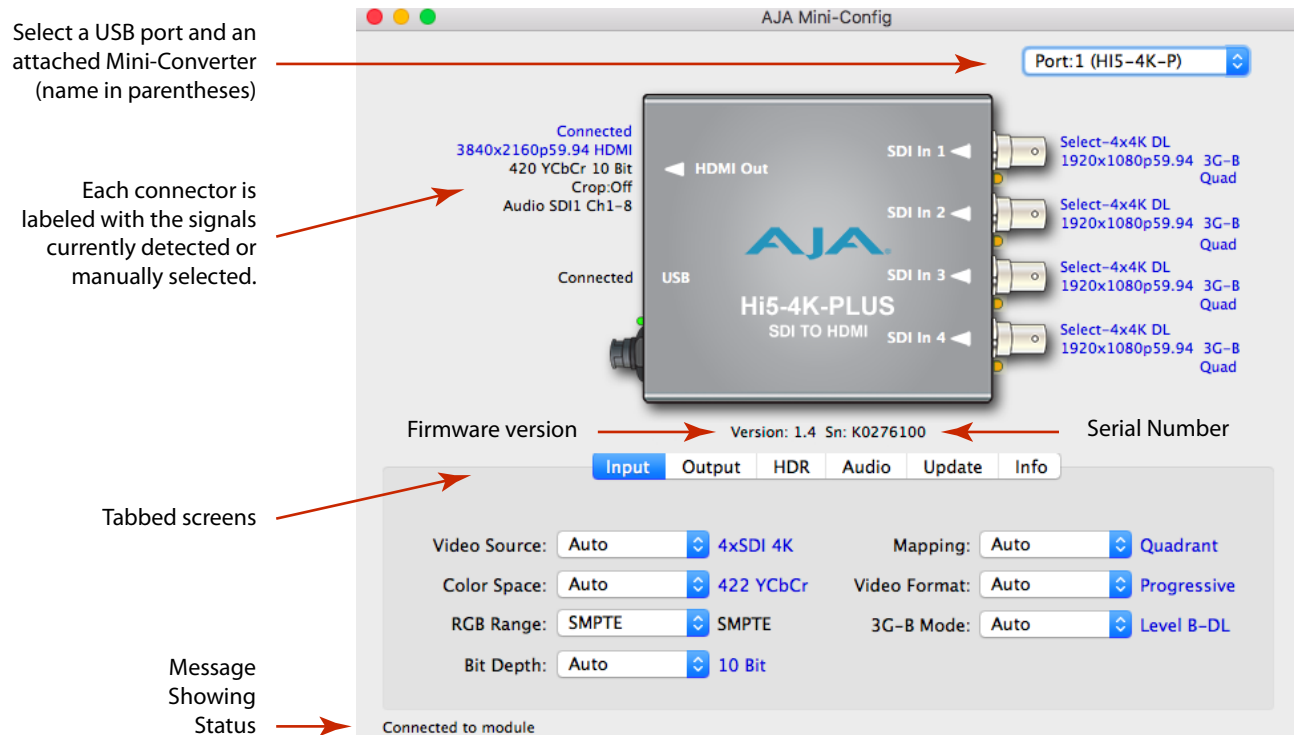 AJA Mini-Config
Select a USB port and an
attached Mini-Converter
(name in parentheses)
Port:1 (HI5-4K-P)
Each connector is
labeled with the signals
currently detected or
manually selected.
Connected
3840x2160p59.94 HDMI
420 YCbCr 10 Bit
Crop:Off
Audio SDI1 Ch1-8
Connected
HDMI Out
USB
AJA
Hi5-4K-PLUS
SDI TO HDMI
SDI In 1
SDI In 2
SDI In 3
SDI In 4
Select-4x4K DL
1920x1080p59.94 3G-B
Quad
Select-4x4K DL
1920x1080p59.94 3G-B
Quad
Select-4x4K DL
1920x1080p59.94 3G-B
Quad
Select-4x4K DL
1920x1080p59.94 3G-B
Quad
Firmware version
Version: 1.4 Sn: K0276100
Serial Number
Tabbed screens
Input Output HDR Audio Update Info
Video Source: Auto 4xSDI 4K
Color Space: Auto 422 YCbCr
RGB Range: SMPTE SMPTE
Bit Depth: Auto 10 Bit
Mapping: Auto Quadrant
Video Format: Auto Progressive
3G-B Mode: Auto Level B-DL
Message
Showing
Status
Connected to module